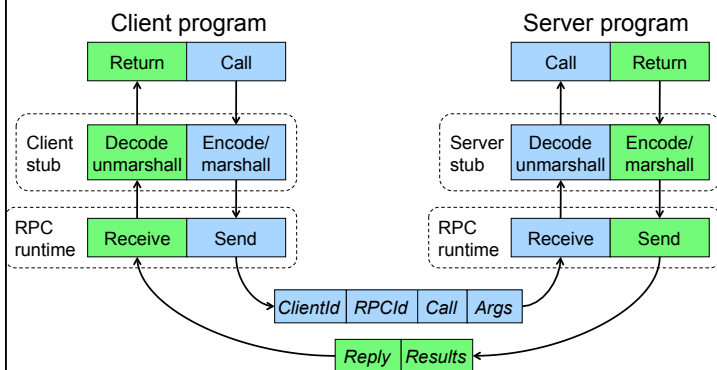 Client program
Server program
Return
Call
Call
Return
Client
stub
Decode
unmarshall
Encode/
marshall
Server
stub
Decode
unmarshall
Encode/
marshall
RPC
runtime
Receive
Send
RPC
runtime
Receive
Send
ClientId
RPCId
Call
Args
Reply
Results